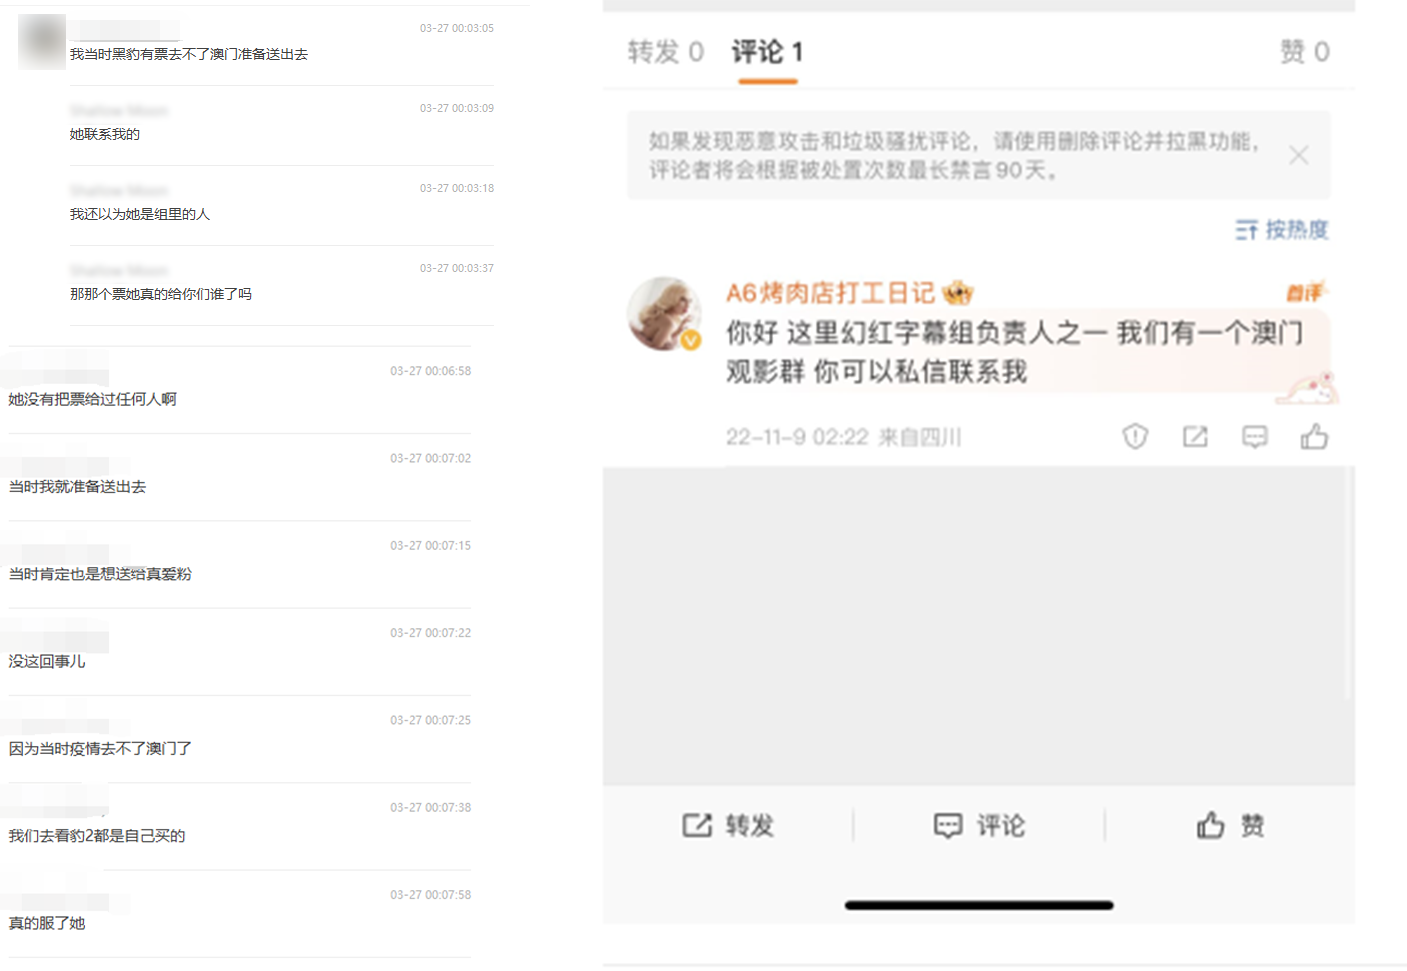 03-27 00:03:05
我当时黑豹有票去不了澳门准备送出去
03-27 00:03:09
她联系我的
03-27 00:03:18
我还以为她是组里的人
03-27 00:03:37
那那个票她真的给你们谁了吗
03-27 00:06:58
她没有把票给过任何人啊
03-27 00:07:02
当时我就准备送出去
03-27 00:07:15
当时肯定也是想送给真爱粉
03-27 00:07:22
没这回事儿
03-27 00:07:25
因为当时疫情去不了澳门了
03-27 00:07:38
我们去看豹2都是自己买的
03-27 00:07:58
真的服了她
转发 0 评论 1 赞 0
如果发现恶意攻击和垃圾骚扰评论，请使用删除评论并拉黑功能，
评论者将会根据被处置次数最长禁言90天。
按热度
A6烤肉店打工日记
首评
你好 这里幻红字幕组负责人之一 我们有一个澳门
观影群 你可以私信联系我
22-11-9 02:22 来自四川
转发 评论 赞